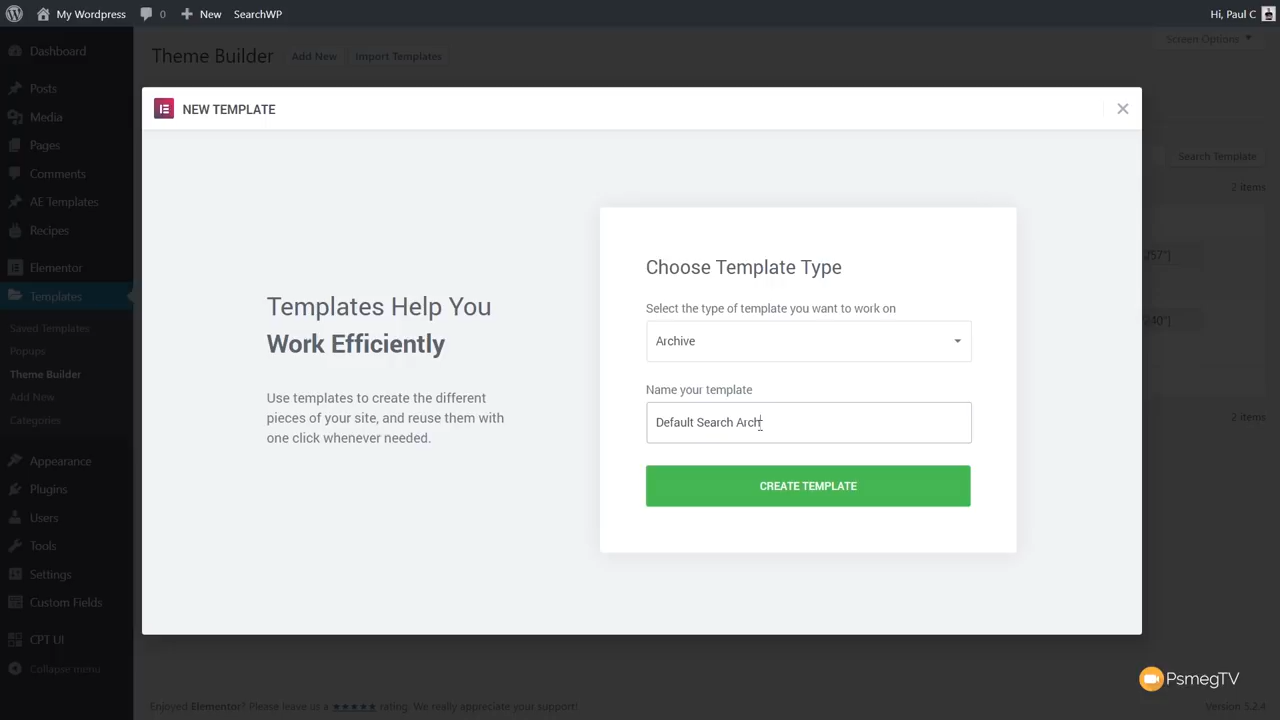 My Wordpress
0
New
SearchWP
Hi, Paul C
Dashboard
Posts
Media
Pages
Comments
AE Templates
Recipes
Elementor
Templates
Saved Templates
Popups
Theme Builder
Add New
Categories
Appearance
Plugins
Users
Tools
Settings
Custom Fields
CPT UI
Collapse menu
Theme Builder
Add New
Import Templates
Screen Options
Search Template
2 items
2 items
NEW TEMPLATE
Templates Help You
Work Efficiently
Use templates to create the different
pieces of your site, and reuse them with
one click whenever needed.
Choose Template Type
Select the type of template you want to work on
Archive
Name your template
Default Search Arch
CREATE TEMPLATE
Enjoyed Elementor? Please leave us a ★★★★★ rating. We really appreciate your support!
Version 5.2.4
PsmegTV